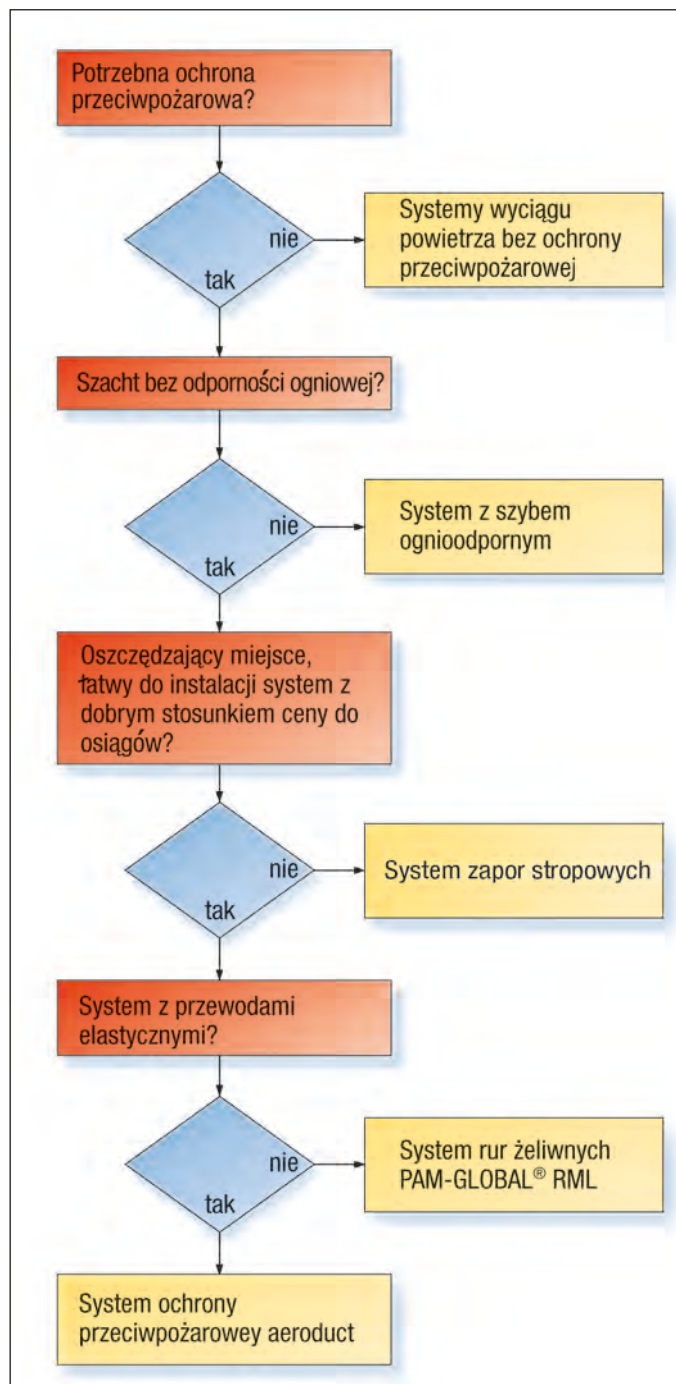 Potrzebna ochrona
przeciwpożarowa?
nie
tak
Systemy wyciągu
powietrza bez ochrony
przeciwpożarowej
Szacht bez odporności ogniowej?
nie
tak
System z szybem
ognioodpornym
Oszczędzający miejsce,
łatwy do instalacji system z
dobrym stosunkiem ceny do
osiągów?
nie
tak
System zapor stropowych
System z przewodami
elastycznymi?
nie
tak
System rur żeliwnych
PAM-GLOBAL® RML
System ochrony
przeciwpożarowey aeroduct